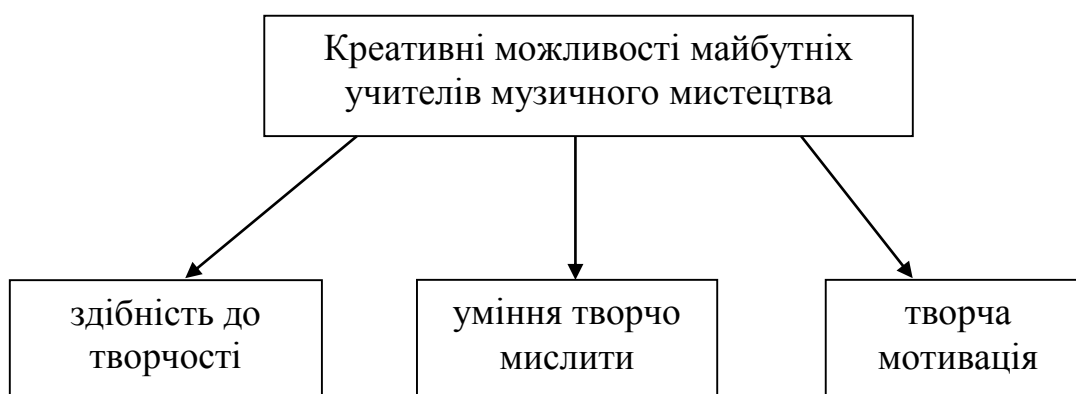 Креативні можливості майбутніх
учителів музичного мистецтва
здібність до
творчості
уміння творчо
мислити
творча
мотивація